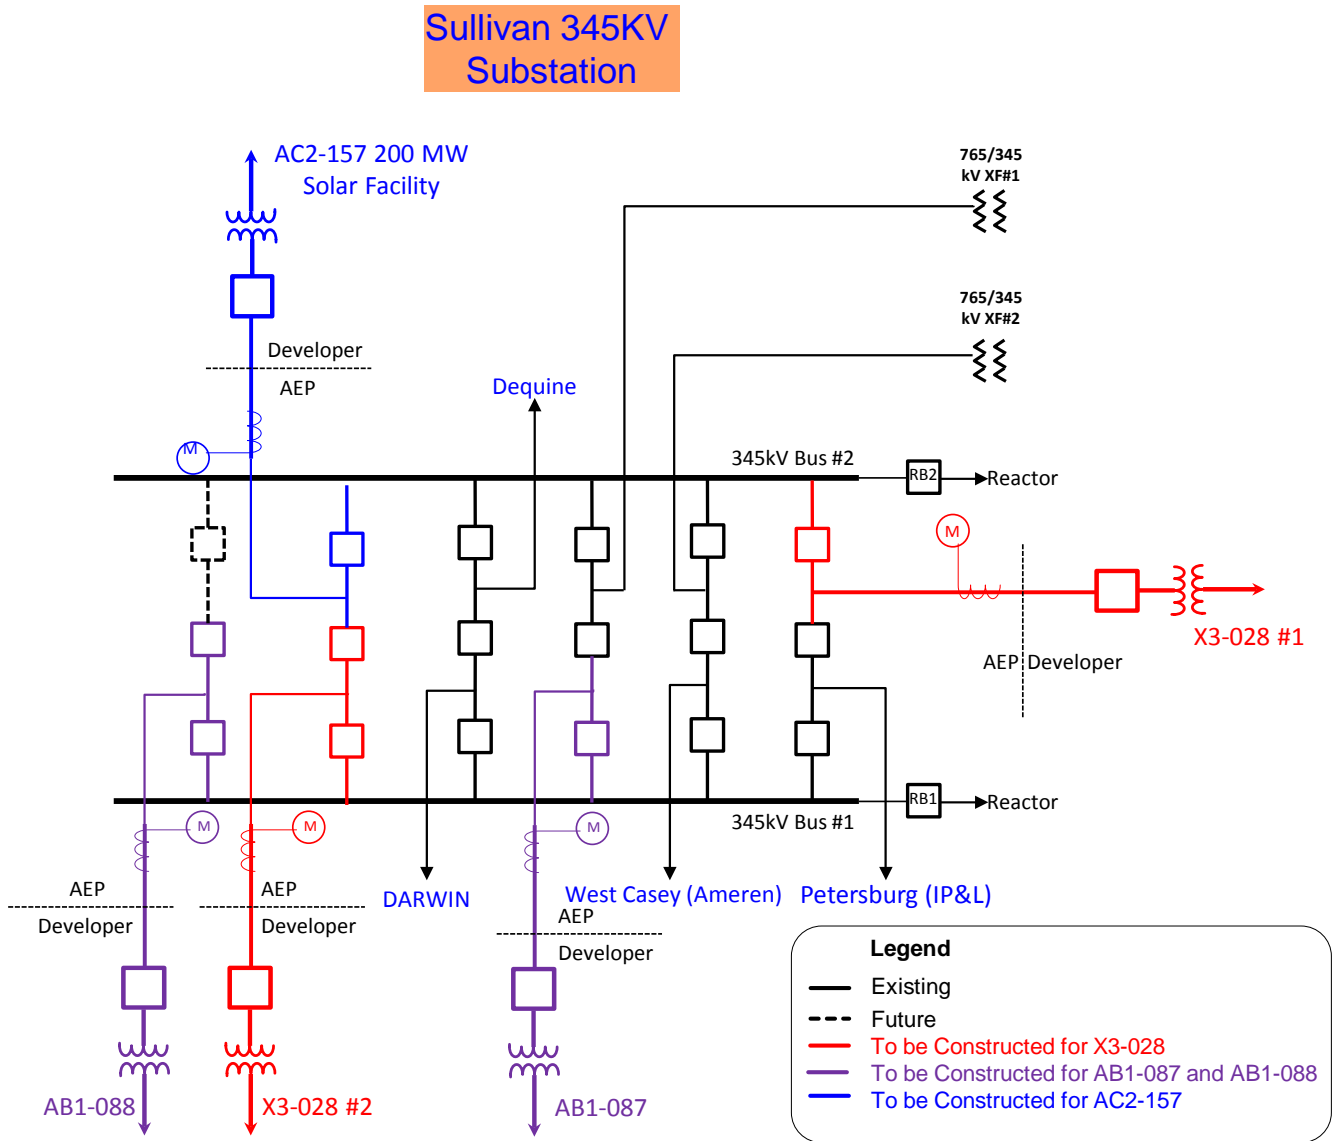 Sullivan 345KV
Substation
AC2-157 200 MW
Solar Facility
765/345
kV XF#1
765/345
kV XF#2
Developer
AEP
Dequine
M
345kV Bus #2
RB2
Reactor
M
AEP
Developer
X3-028 #1
345kV Bus #1
RB1
Reactor
M
M
M
AEP
Developer
AEP
Developer
DARWIN
West Casey (Ameren)
Petersburg (IP&L)
AEP
Developer
AB1-088
X3-028 #2
AB1-087
Legend
Existing
Future
To be Constructed for X3-028
To be Constructed for AB1-087 and AB1-088
To be Constructed for AC2-157